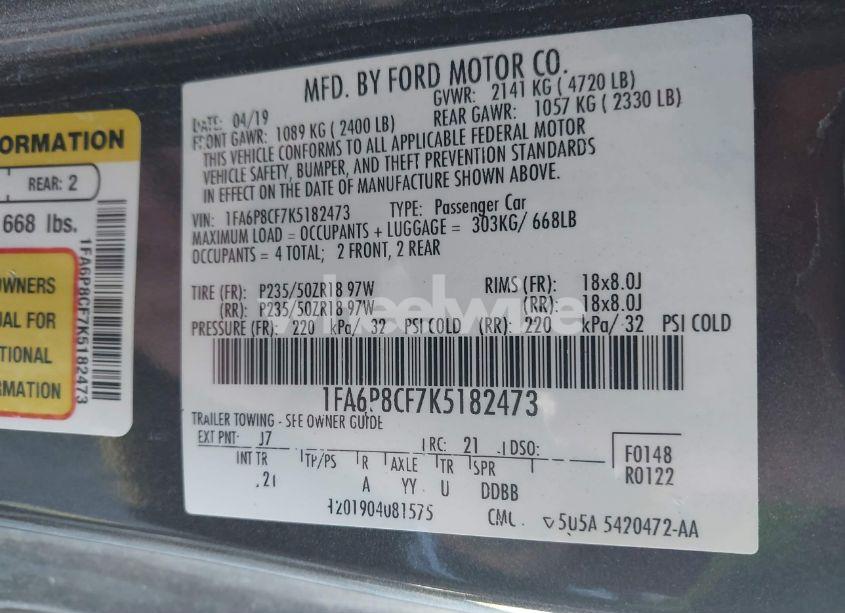 ORMATION
REAR: 2
668 lbs.
OWNERS
UAL FOR
TIONAL
RMATION
1FA6P8CF7K5182473
MFD. BY FORD MOTOR CO.
DATE: 04/19 GVWR: 2141 KG ( 4720 LB)
FRONT GAWR: 1089 KG ( 2400 LB) REAR GAWR: 1057 KG ( 2330 LB)
THIS VEHICLE CONFORMS TO ALL APPLICABLE FEDERAL MOTOR
VEHICLE SAFETY, BUMPER, AND THEFT PREVENTION STANDARDS
IN EFFECT ON THE DATE OF MANUFACTURE SHOWN ABOVE.
VIN: 1FA6P8CF7K5182473 TYPE: Passenger Car
MAXIMUM LOAD = OCCUPANTS + LUGGAGE = 303KG/ 668LB
OCCUPANTS = 4 TOTAL; 2 FRONT, 2 REAR
TIRE (FR): P235/50ZR18 97W RIMS (FR): 18x8.0J
(RR): P235/50ZR18 97W (RR): 18x8.0J
PRESSURE (FR): 220 kPa/ 32 PSI COLD (RR): 220 kPa/ 32 PSI COLD
wheelwire
1FA6P8CF7K5182473
TRAILER TOWING - SEE OWNER GUIDE
EXT PNT: J7 RC: 21 DSO: F0148
INT TR TP/PS R AXLE TR SPR R0122
A YY U DDBB
5U5A 5420472-AA